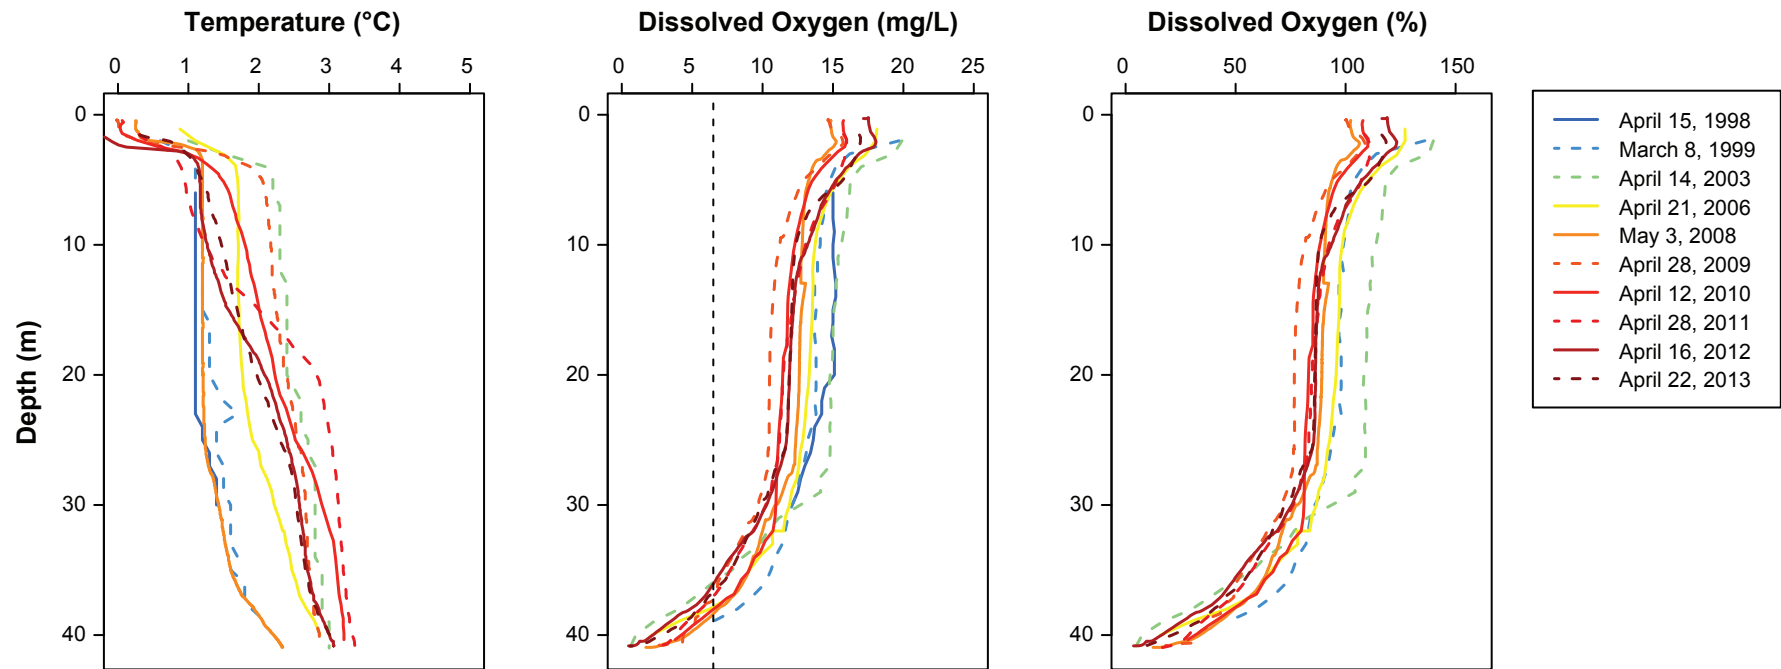 Temperature (°C)
Dissolved Oxygen (mg/L)
Dissolved Oxygen (%)
0 1 2 3 4 5
0 5 10 15 20 25
0 50 100 150
0 0 0
10 10 10
20 20 20
30 30 30
40 40 40
Depth (m)
April 15, 1998
March 8, 1999
April 14, 2003
April 21, 2006
May 3, 2008
April 28, 2009
April 12, 2010
April 28, 2011
April 16, 2012
April 22, 2013